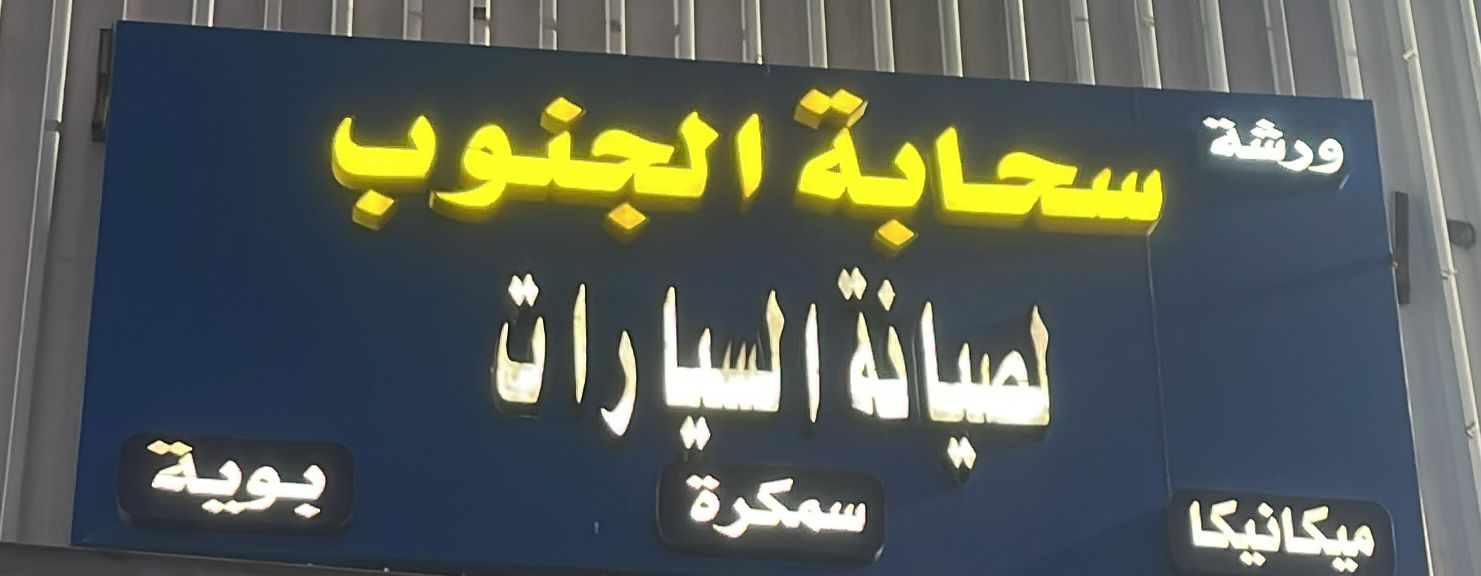 ورشة
سحابة الجنوب
لصيانة السيارات
ميكانيكا سمكرة بوية